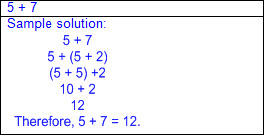 5 + 7
Sample solution:
5 + 7
5 + (5 + 2)
(5 + 5) +2
10 + 2
12
Therefore, 5 + 7 = 12.